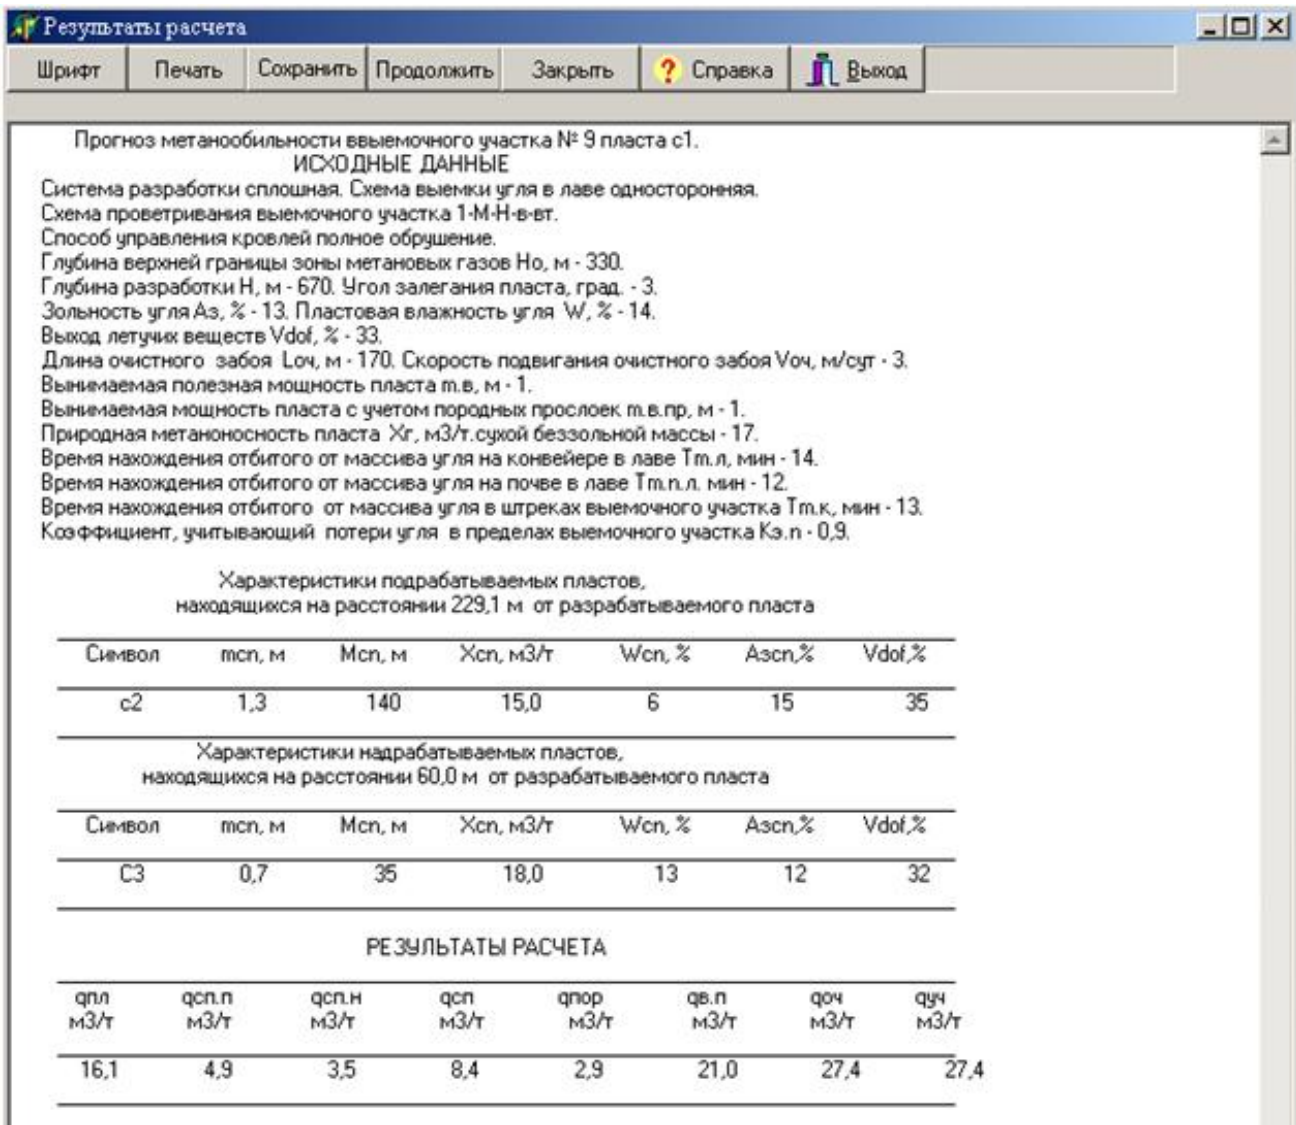 Результаты расчета
Шрифт Печать Сохранить Продолжить Закрыть ? Справка Выход
Прогноз метанообильности ввыемочного участка № 9 пласта с1.
ИСХОДНЫЕ ДАННЫЕ
Система разработки сплошная. Схема выемки угля в лаве односторонняя.
Схема проветривания выемочного участка 1-М-Н-в-вт.
Способ управления кровлей полное обрушение.
Глубина верхней границы зоны метановых газов Но, м - 330.
Глубина разработки Н, м - 670. Угол залегания пласта, град. - 3.
Зольность угля Аз, % - 13. Пластовая влажность угля W, % - 14.
Выход летучих веществ Vdof, % - 33.
Длина очистного забоя Lоч, м - 170. Скорость подвигания очистного забоя Vоч, м/сут - 3.
Вынимаемая полезная мощность пласта m.в, м - 1.
Вынимаемая мощность пласта с учетом породных прослоек m.в.пр, м - 1.
Природная метаноносность пласта Хг, м3/т.сухой беззольной массы - 17.
Время нахождения отбитого от массива угля на конвейере в лаве Tm.л, мин - 14.
Время нахождения отбитого от массива угля на почве в лаве Tm.п.л. мин - 12.
Время нахождения отбитого от массива угля в штреках выемочного участка Tm.к, мин - 13.
Коэффициент, учитывающий потери угля в пределах выемочного участка Кэ.п - 0,9.
Характеристики подрабатываемых пластов,
находящихся на расстоянии 229,1 м от разрабатываемого пласта
Символ mсп, м Мсп, м Хсп, м3/т Wсп, % Азсп,% Vdof,%
с2 1,3 140 15,0 6 15 35
Характеристики надрабатываемых пластов,
находящихся на расстоянии 60,0 м от разрабатываемого пласта
Символ mсп, м Мсп, м Хсп, м3/т Wсп, % Азсп,% Vdof,%
С3 0,7 35 18,0 13 12 32
РЕЗУЛЬТАТЫ РАСЧЕТА
qпл qсп.п qсп.н qсп qпор qв.п qоч qуч
м3/т м3/т м3/т м3/т м3/т м3/т м3/т м3/т
16,1 4,9 3,5 8,4 2,9 21,0 27,4 27,4